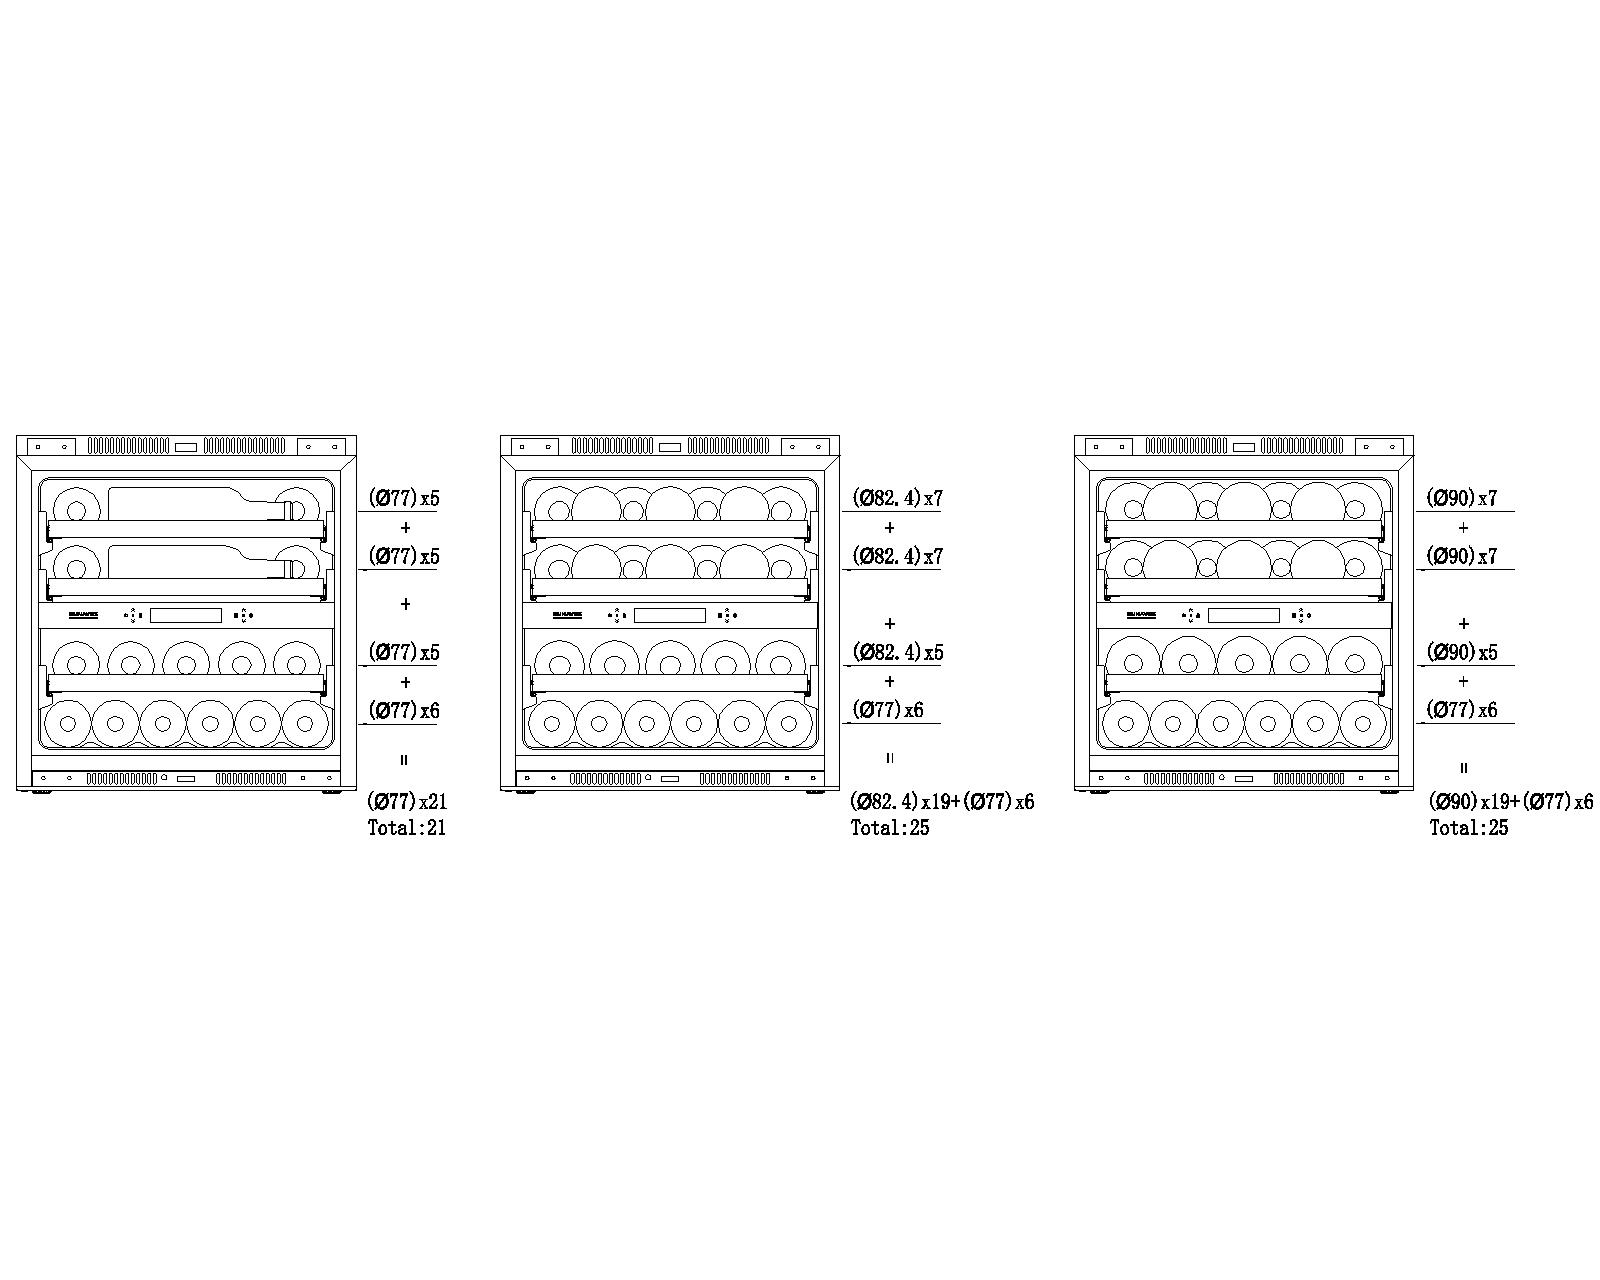 (Ø77)x5
+
(Ø77)x5
+
(Ø77)x5
+
(Ø77)x6
=
(Ø77)x21
Total:21
(Ø82.4)x7
+
(Ø82.4)x7
+
(Ø82.4)x5
+
(Ø77)x6
=
(Ø82.4)x19+(Ø77)x6
Total:25
(Ø90)x7
+
(Ø90)x7
+
(Ø90)x5
+
(Ø77)x6
=
(Ø90)x19+(Ø77)x6
Total:25